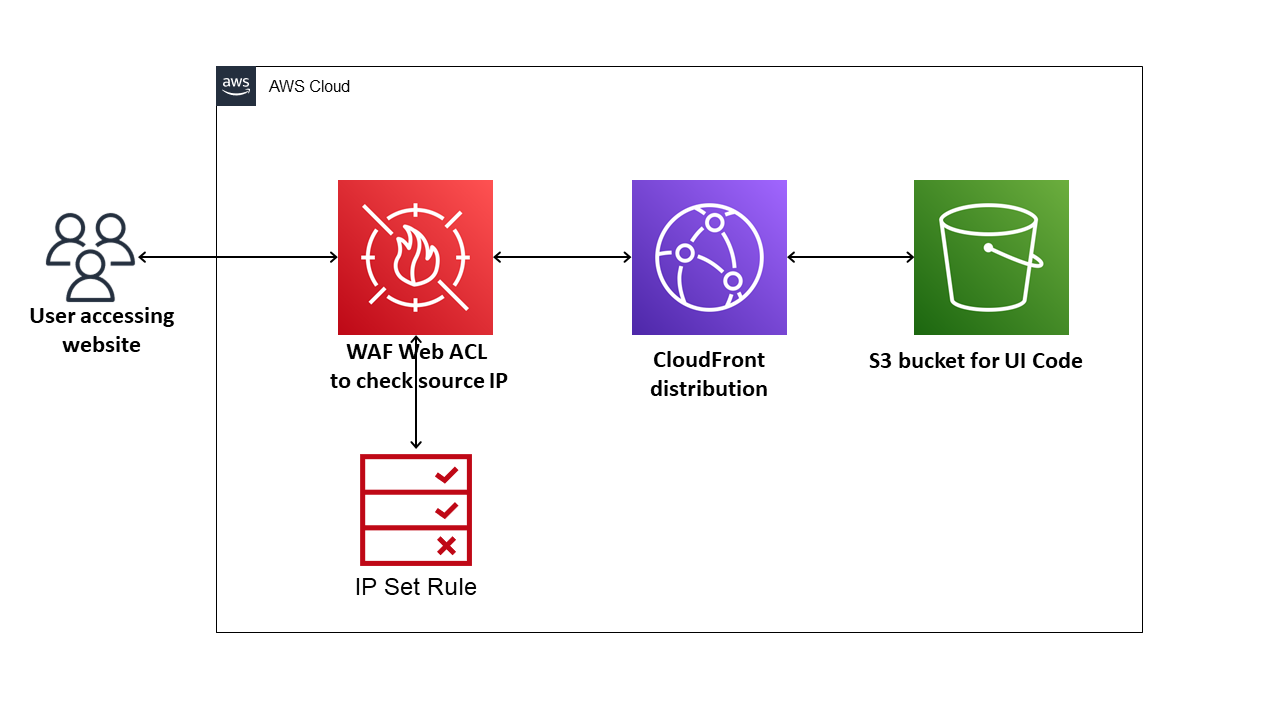 aws
AWS Cloud
User accessing
website
WAF Web ACL
to check source IP
CloudFront
distribution
S3 bucket for UI Code
IP Set Rule